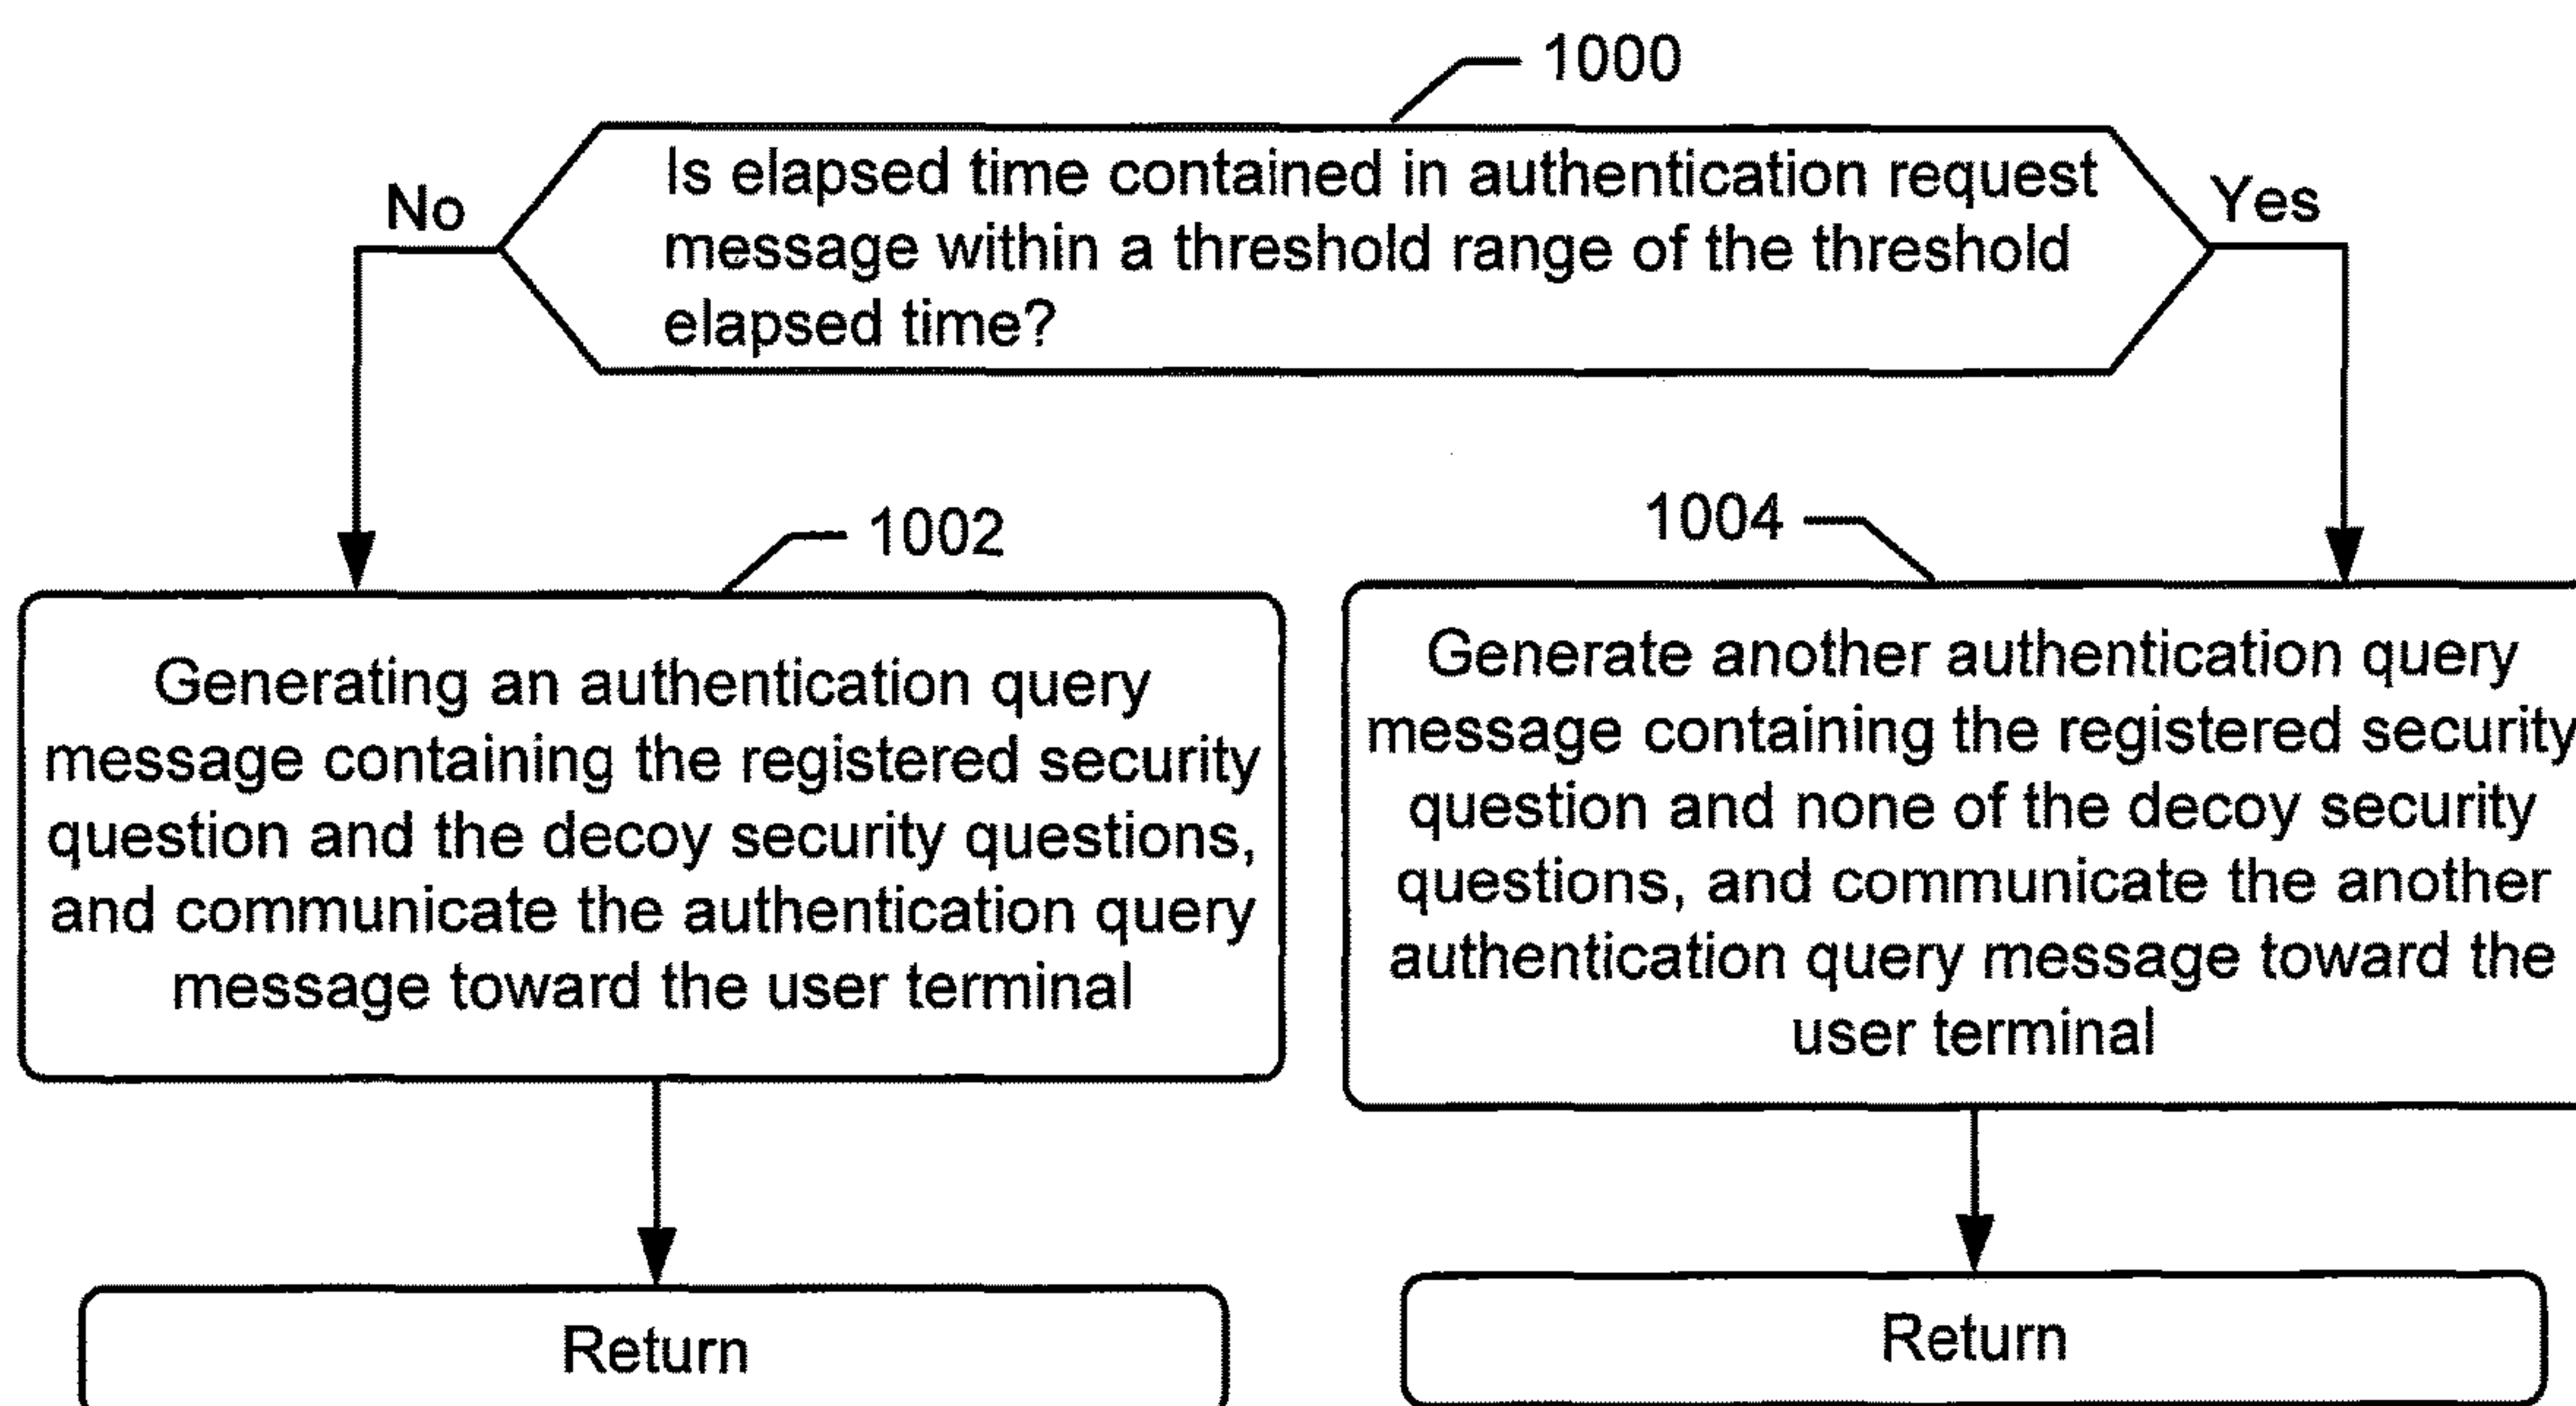 1000
Is elapsed time contained in authentication request
message within a threshold range of the threshold
elapsed time?
No
Yes
1002
Generating an authentication query
message containing the registered security
question and the decoy security questions,
and communicate the authentication query
message toward the user terminal
1004
Generate another authentication query
message containing the registered security
question and none of the decoy security
questions, and communicate the another
authentication query message toward the
user terminal
Return
Return